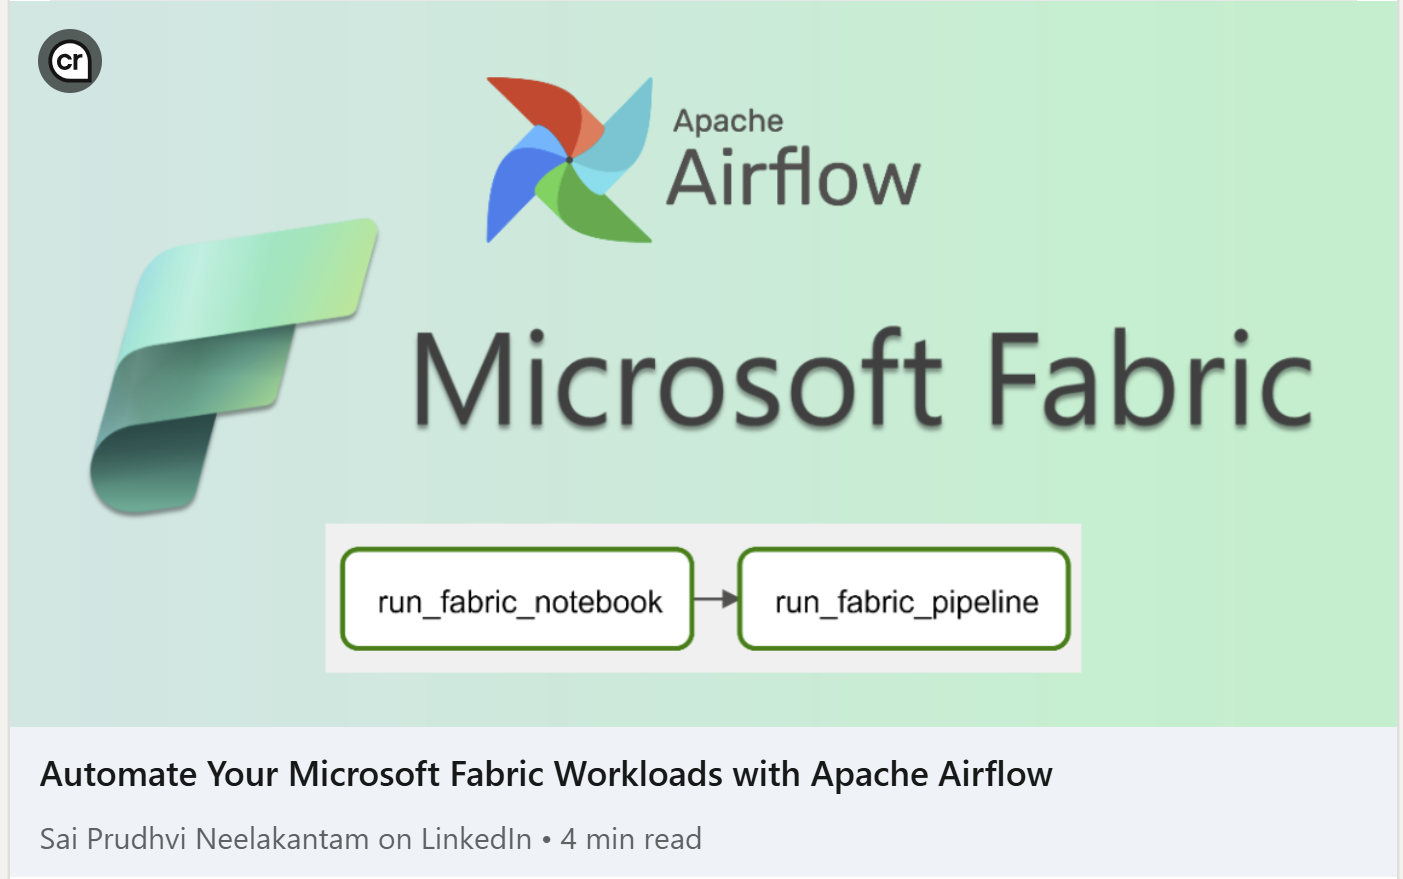 cr
Apache
Airflow
Microsoft Fabric
run_fabric_notebook
run_fabric_pipeline
Automate Your Microsoft Fabric Workloads with Apache Airflow
Sai Prudhvi Neelakantam on LinkedIn • 4 min read